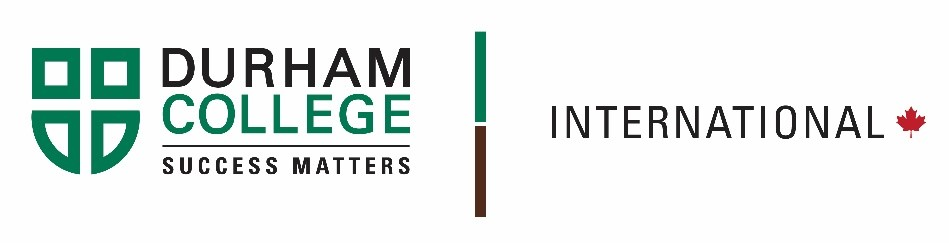 DURHAM
COLLEGE
SUCCESS MATTERS
INTERNATIONAL